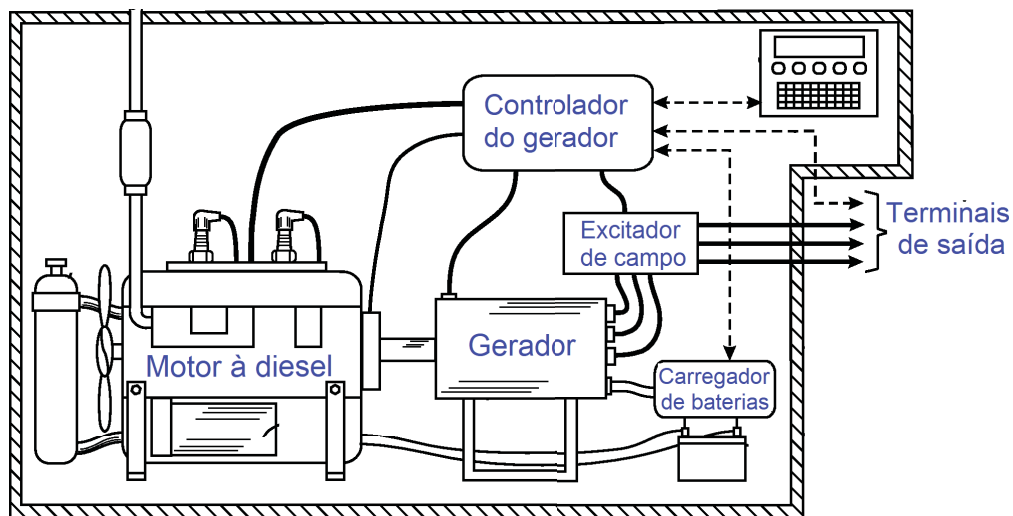 Controlador
do gerador
Excitador
de campo
Terminais
de saída
Motor à diesel
Gerador
Carregador
de baterias